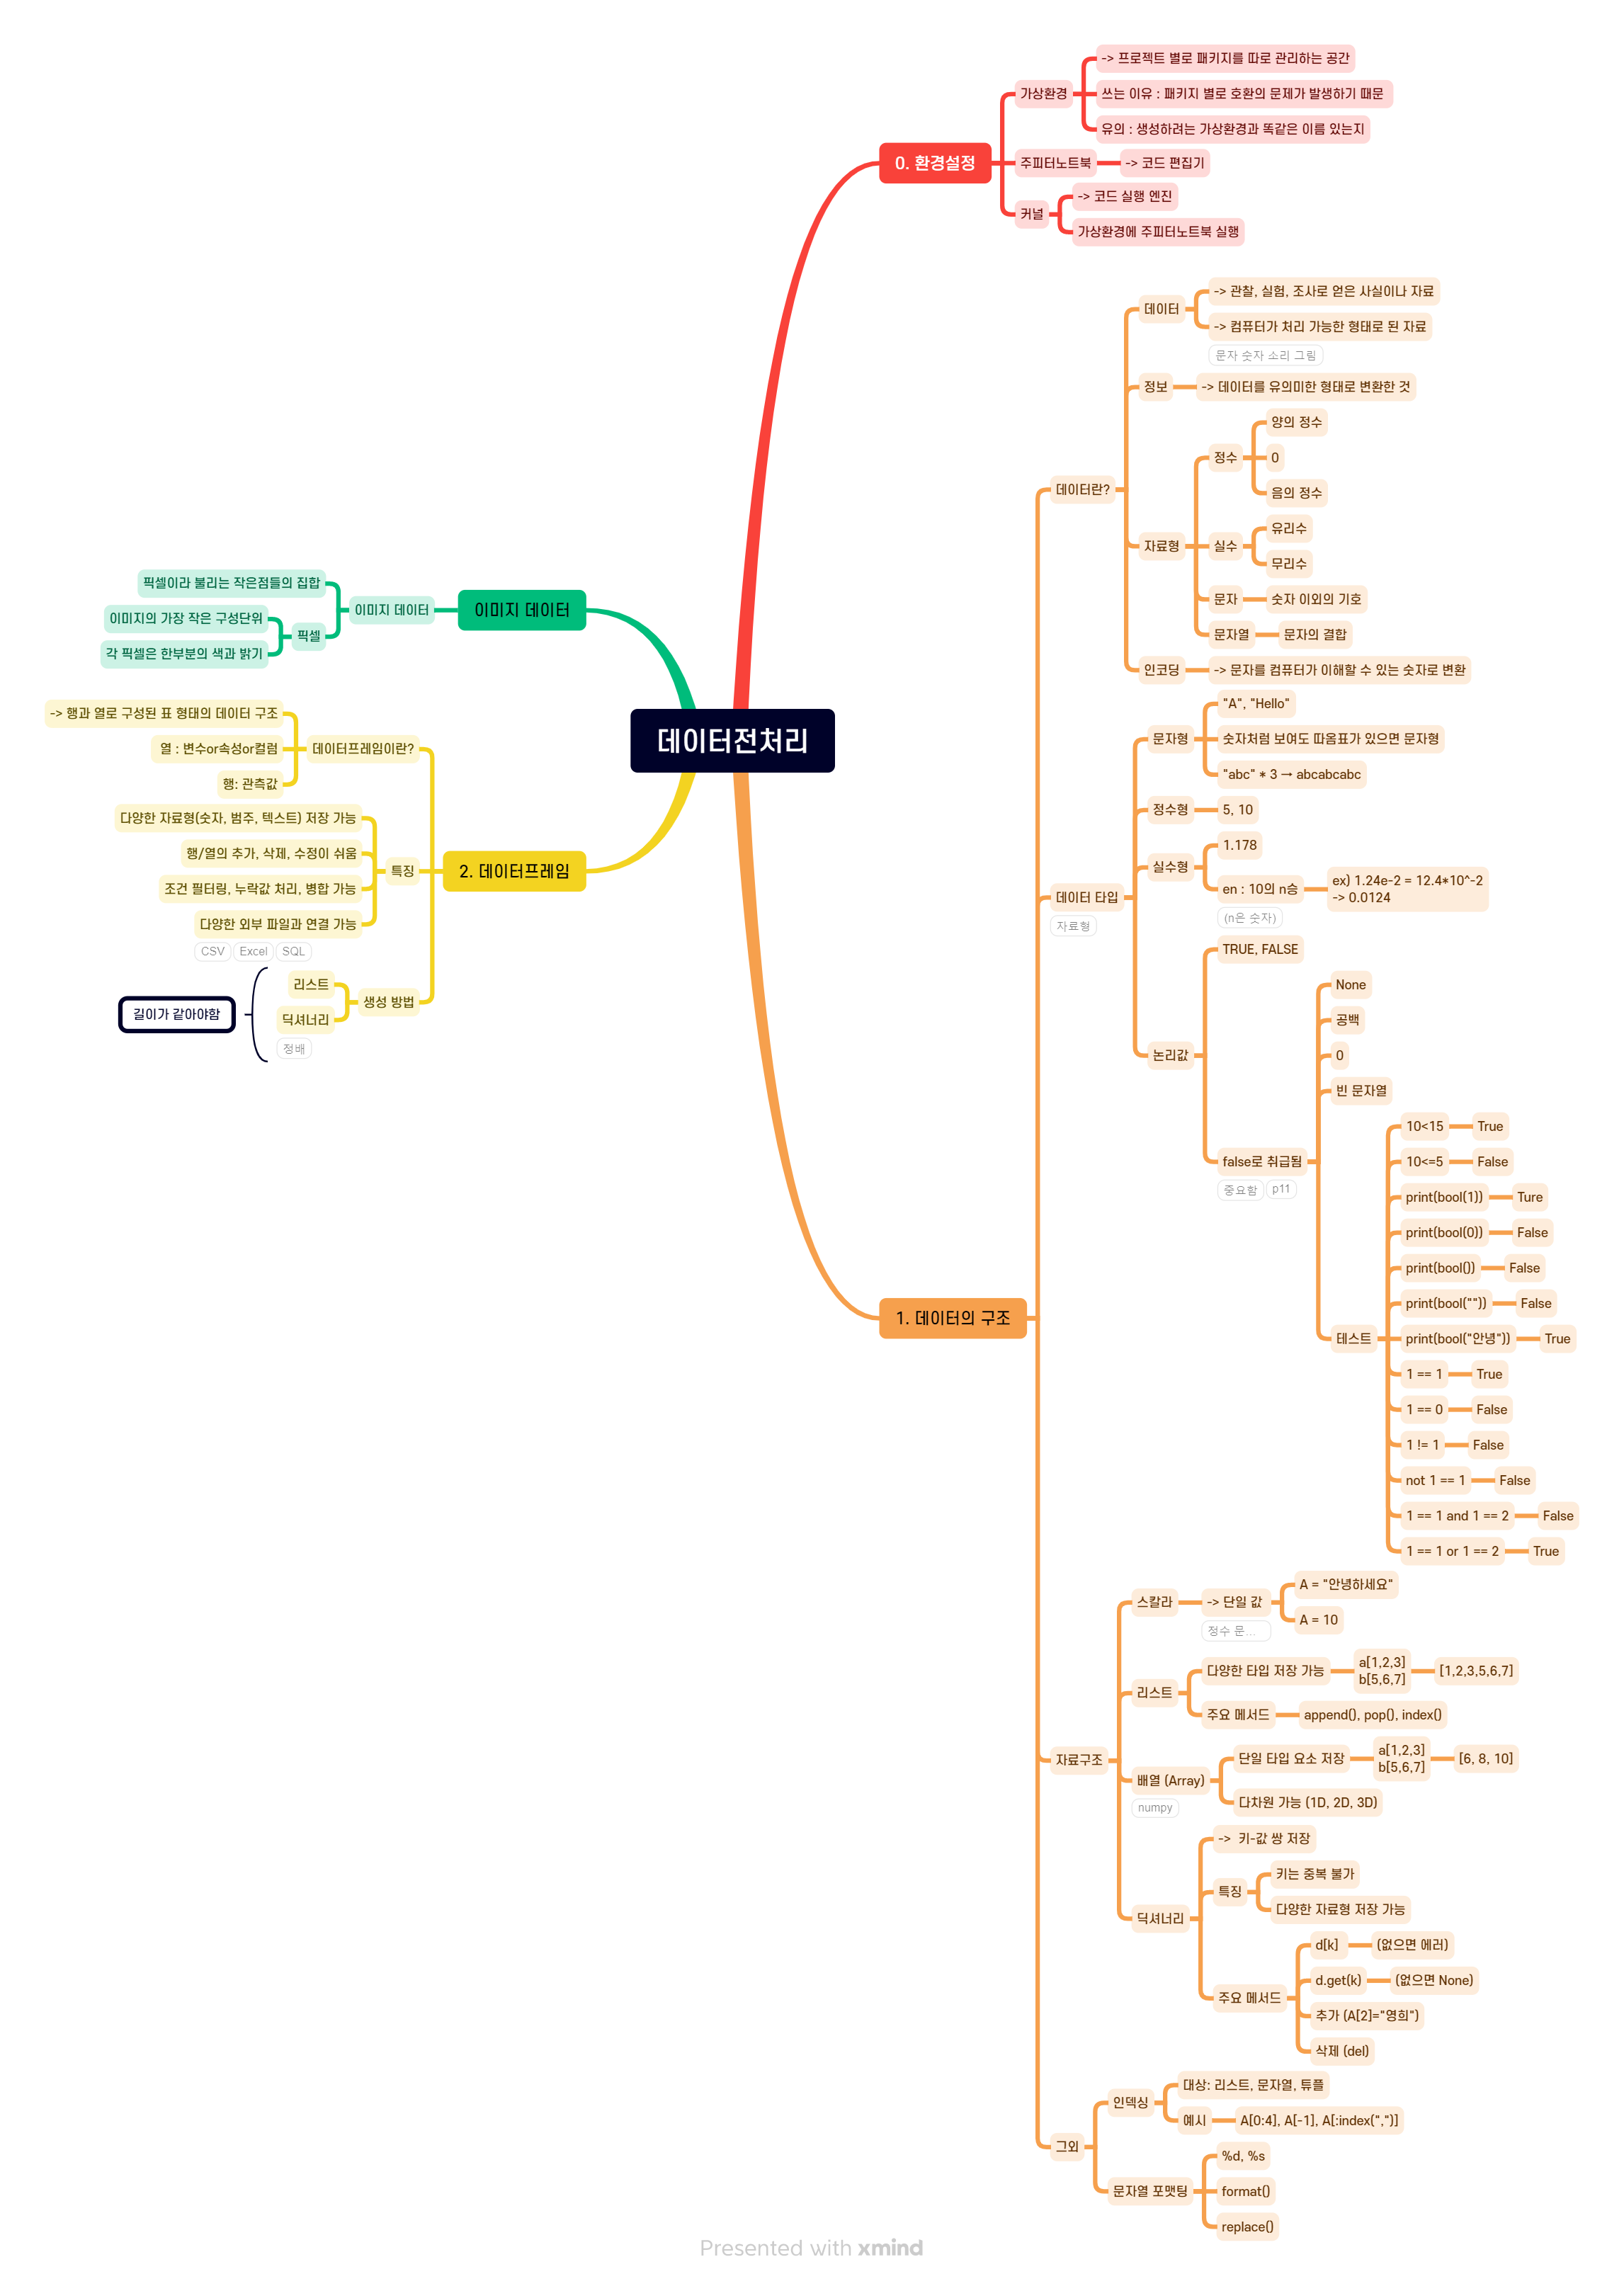 데이터전처리
0. 환경설정
가상환경
-> 프로젝트 별로 패키지를 따로 관리하는 공간
쓰는 이유 : 패키지 별로 호환의 문제가 발생하기 때문
유의 : 생성하려는 가상환경과 똑같은 이름 있는지
주피터노트북
-> 코드 편집기
커널
-> 코드 실행 엔진
가상환경에 주피터노트북 실행
1. 데이터의 구조
데이터란?
데이터
-> 관찰, 실험, 조사로 얻은 사실이나 자료
-> 컴퓨터가 처리 가능한 형태로 된 자료
문자 숫자 소리 그림
정보
-> 데이터를 유의미한 형태로 변환한 것
자료형
정수
양의 정수
0
음의 정수
실수
유리수
무리수
문자
숫자 이외의 기호
문자열
문자의 결합
인코딩
-> 문자를 컴퓨터가 이해할 수 있는 숫자로 변환
데이터 타입
자료형
문자형
"A", "Hello"
숫자처럼 보여도 따옴표가 있으면 문자형
"abc" * 3 → abcabcabc
정수형
5, 10
실수형
1.178
en : 10의 n승
(n은 숫자)
ex) 1.24e-2 = 12.4*10^-2
-> 0.0124
논리값
TRUE, FALSE
false로 취급됨
중요함
p11
None
공백
0
빈 문자열
테스트
10<15
True
10<=5
False
print(bool(1))
Ture
print(bool(0))
False
print(bool())
False
print(bool(""))
False
print(bool("안녕"))
True
1 == 1
True
1 == 0
False
1 != 1
False
not 1 == 1
False
1 == 1 and 1 == 2
False
1 == 1 or 1 == 2
True
자료구조
스칼라
-> 단일 값
정수 문...
A = "안녕하세요"
A = 10
리스트
다양한 타입 저장 가능
a[1,2,3]
b[5,6,7]
[1,2,3,5,6,7]
주요 메서드
append(), pop(), index()
배열 (Array)
numpy
단일 타입 요소 저장
a[1,2,3]
b[5,6,7]
[6, 8, 10]
다차원 가능 (1D, 2D, 3D)
딕셔너리
-> 키-값 쌍 저장
특징
키는 중복 불가
다양한 자료형 저장 가능
주요 메서드
d[k]
(없으면 에러)
d.get(k)
(없으면 None)
추가 (A[2]="영희")
삭제 (del)
그외
인덱싱
대상: 리스트, 문자열, 튜플
예시
A[0:4], A[-1], A[:index(",")]
문자열 포맷팅
%d, %s
format()
replace()
2. 데이터프레임
데이터프레임이란?
-> 행과 열로 구성된 표 형태의 데이터 구조
열 : 변수or속성or컬럼
행: 관측값
특징
다양한 자료형(숫자, 범주, 텍스트) 저장 가능
행/열의 추가, 삭제, 수정이 쉬움
조건 필터링, 누락값 처리, 병합 가능
다양한 외부 파일과 연결 가능
CSV
Excel
SQL
생성 방법
리스트
딕셔너리
정배
길이가 같아야함
이미지 데이터
이미지 데이터
픽셀이라 불리는 작은점들의 집합
픽셀
이미지의 가장 작은 구성단위
각 픽셀은 한부분의 색과 밝기
Presented with xmind